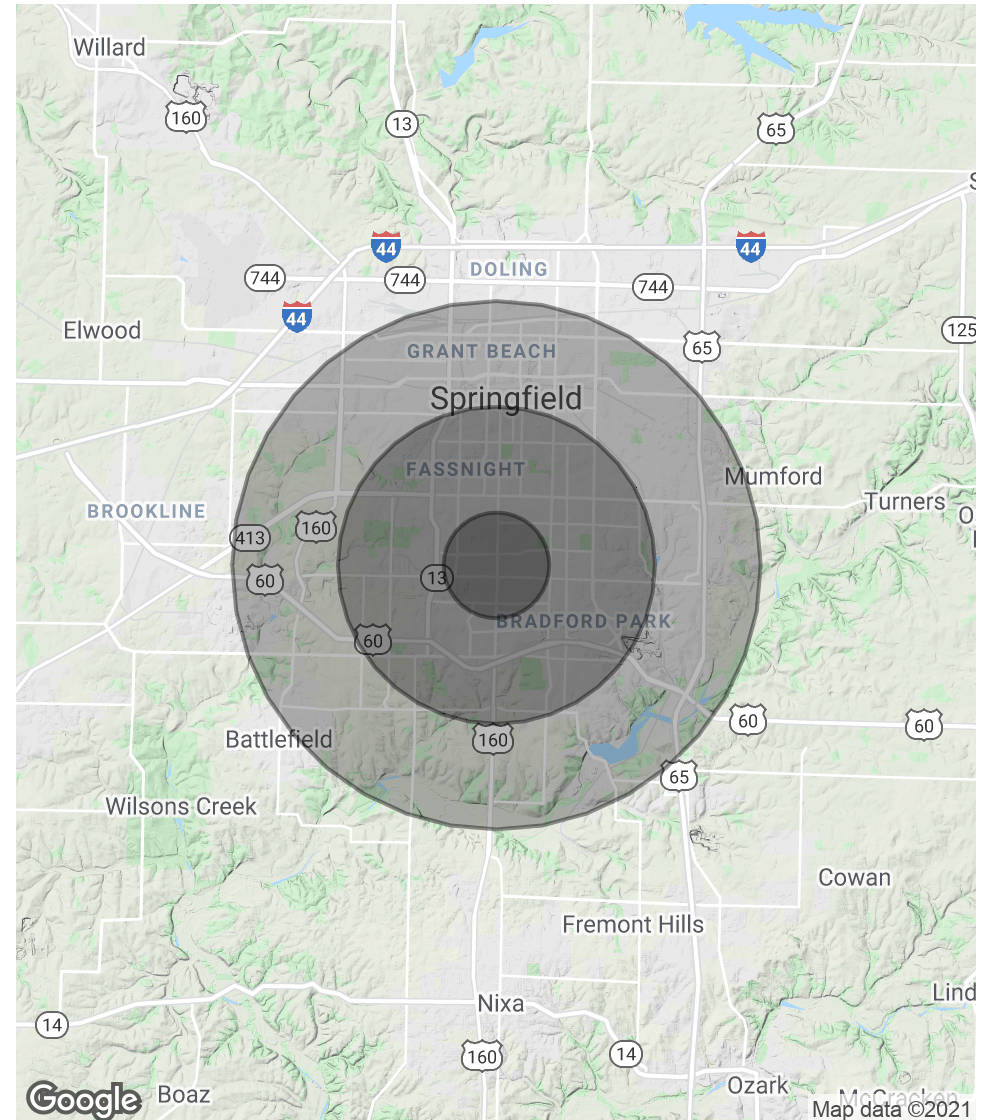 Willard
160
13
65
S
44
44
DOLING
744
744
744
44
Elwood
125
65
GRANT BEACH
Springfield
FASSNIGHT
Mumford
Turners
BROOKLINE
O
160
413
13
60
BRADFORD PARK
60
60
60
160
Battlefield
65
Wilsons Creek
Cowan
Fremont Hills
Lind
Nixa
14
160
14
Ozark
Boaz
McCracken
Google
Map data ©2021